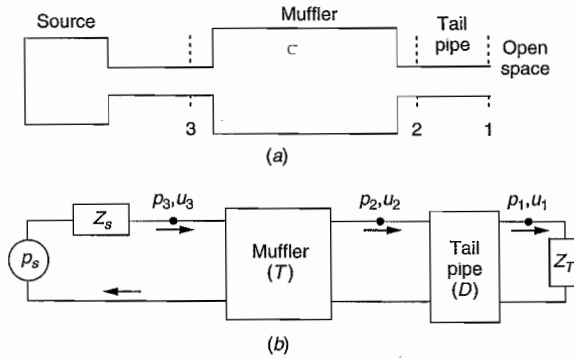 Source
Muffler
Tail
pipe
Open
space
c
3
2
1
(a)
p3,u3
p2,u2
p1,u1
Zs
ps
Muffler
(T)
Tail
pipe
(D)
ZT
(b)